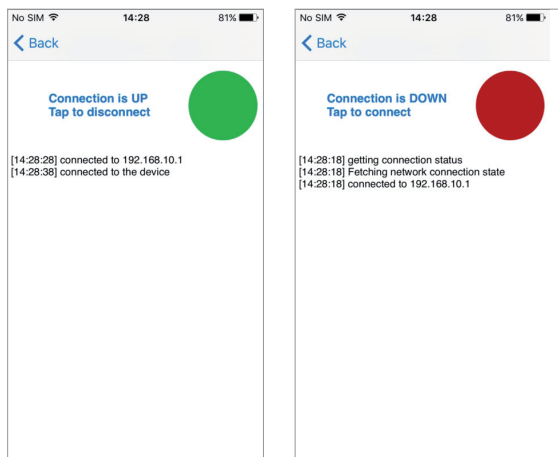 No SIM 14:28 81%
Back
Connection is UP
Tap to disconnect
[14:28:28] connected to 192.168.10.1
[14:28:38] connected to the device
No SIM 14:28 81%
Back
Connection is DOWN
Tap to connect
[14:28:18] getting connection status
[14:28:18] Fetching network connection state
[14:28:18] connected to 192.168.10.1